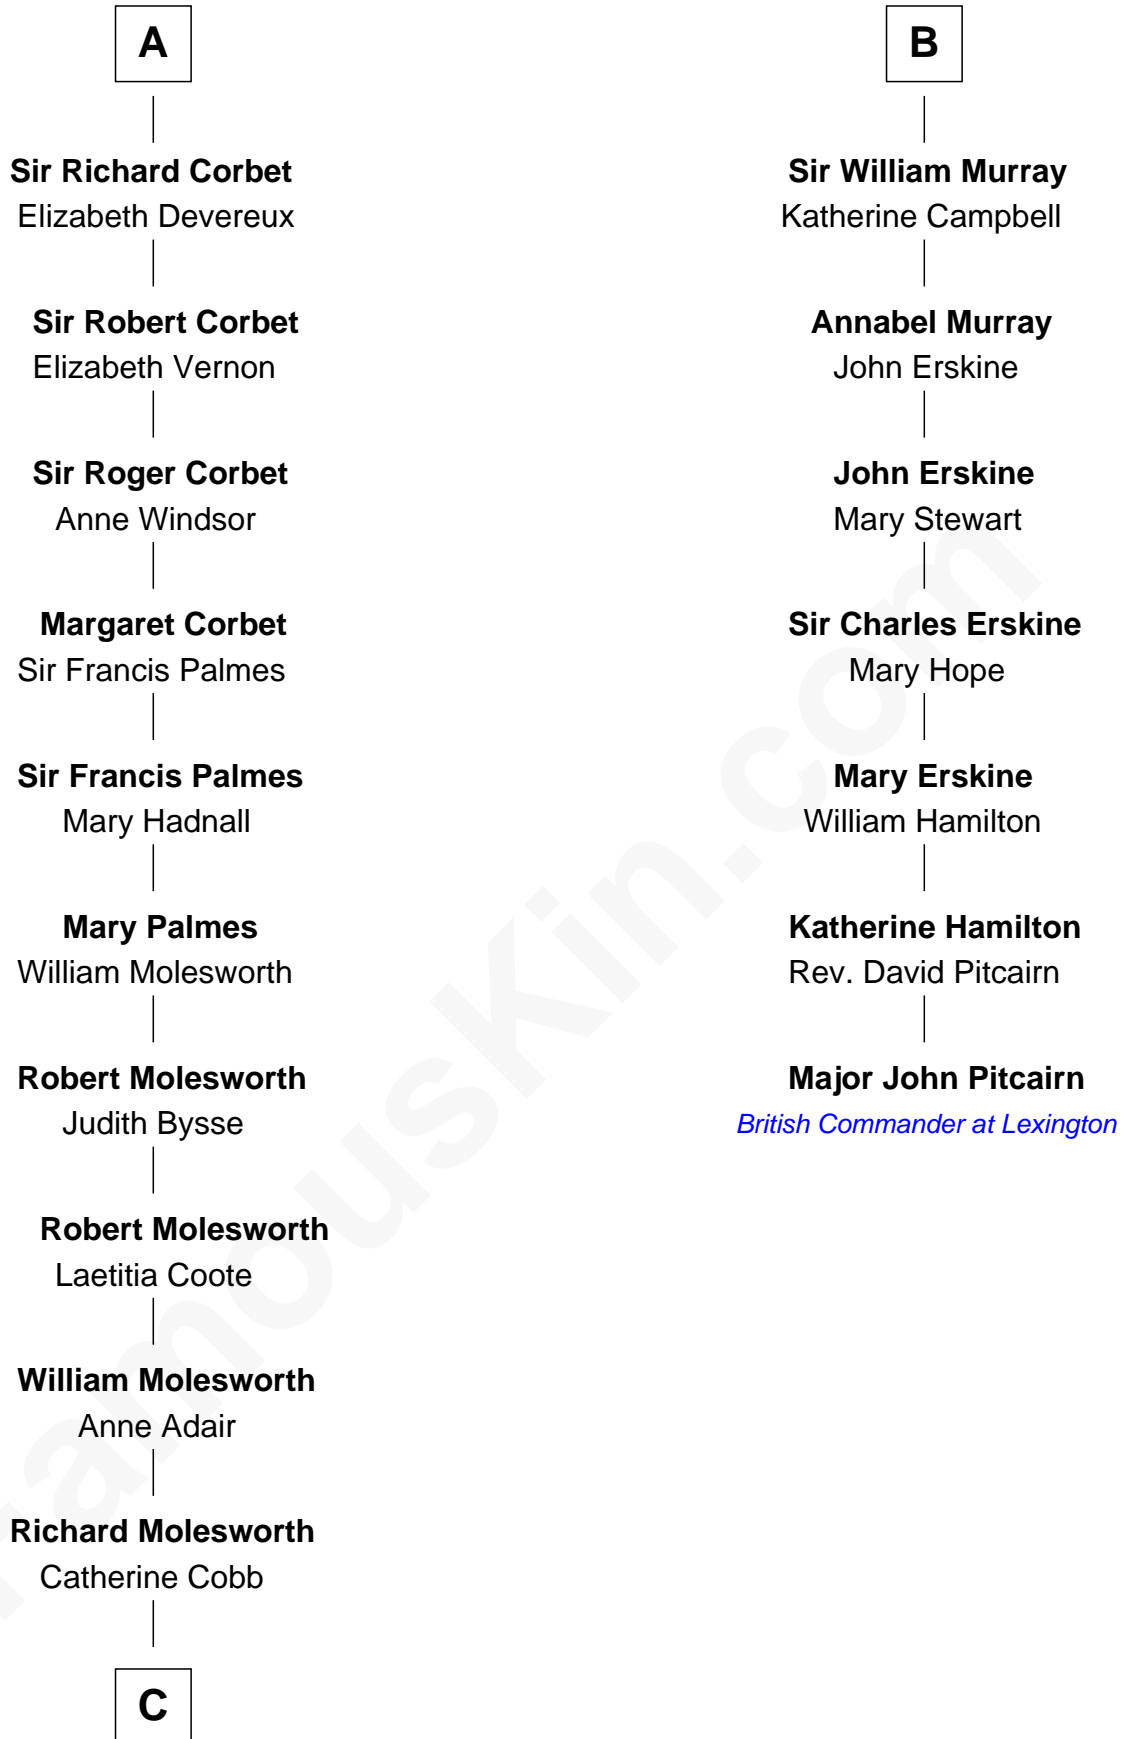 A
Sir Richard Corbet
Elizabeth Devereux
Sir Robert Corbet
Elizabeth Vernon
Sir Roger Corbet
Anne Windsor
Margaret Corbet
Sir Francis Palmes
Sir Francis Palmes
Mary Hadnall
Mary Palmes
William Molesworth
Robert Molesworth
Judith Bysse
Robert Molesworth
Laetitia Coote
William Molesworth
Anne Adair
Richard Molesworth
Catherine Cobb
C
B
Sir William Murray
Katherine Campbell
Annabel Murray
John Erskine
John Erskine
Mary Stewart
Sir Charles Erskine
Mary Hope
Mary Erskine
William Hamilton
Katherine Hamilton
Rev. David Pitcairn
Major John Pitcairn
British Commander at Lexington
FamousKin.com